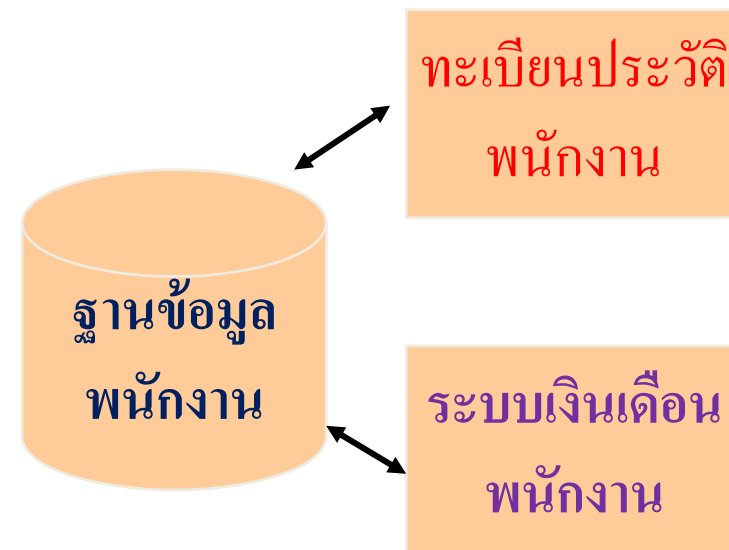 ทะเบียนประวัติ
พนักงาน
ฐานข้อมูล
พนักงาน
ระบบเงินเดือน
พนักงาน